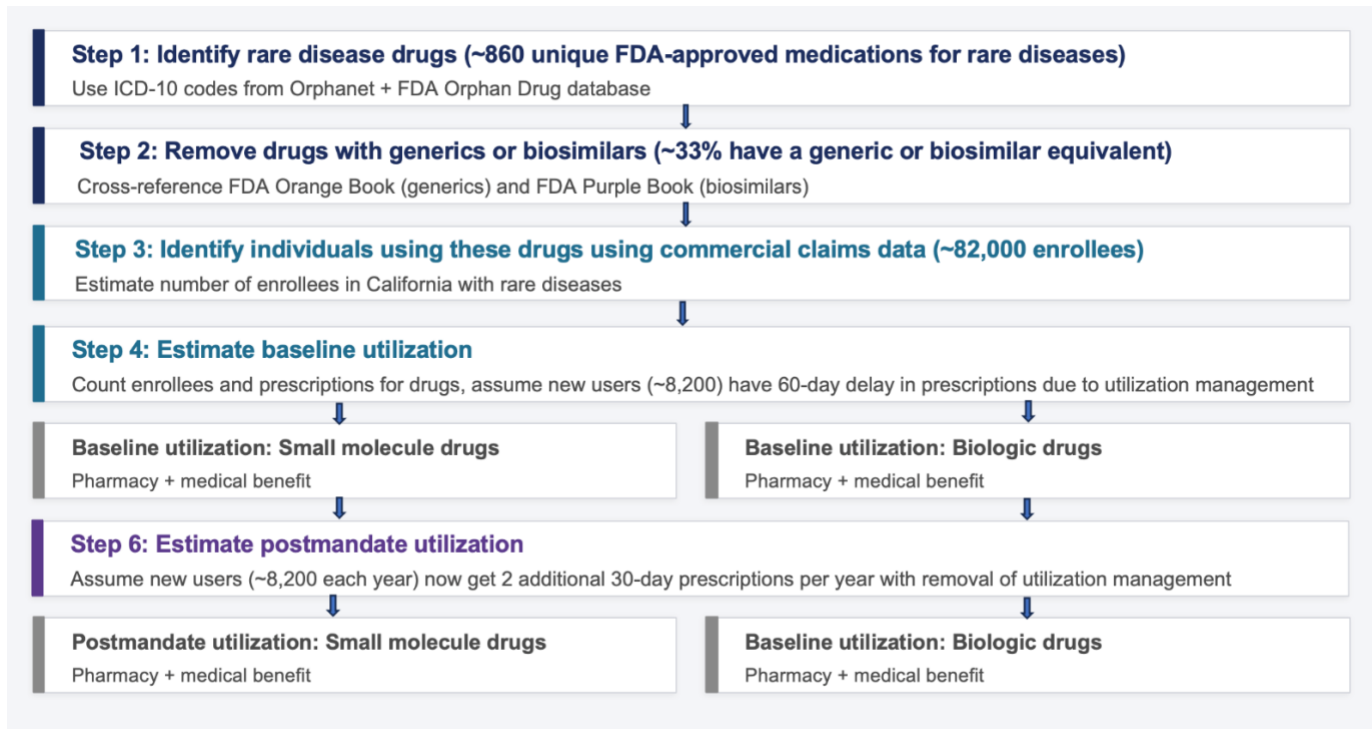 Step 1: Identify rare disease drugs (~860 unique FDA-approved medications for rare diseases)
Use ICD-10 codes from Orphanet + FDA Orphan Drug database
Step 2: Remove drugs with generics or biosimilars (~33% have a generic or biosimilar equivalent)
Cross-reference FDA Orange Book (generics) and FDA Purple Book (biosimilars)
Step 3: Identify individuals using these drugs using commercial claims data (~82,000 enrollees)
Estimate number of enrollees in California with rare diseases
Step 4: Estimate baseline utilization
Count enrollees and prescriptions for drugs, assume new users (~8,200) have 60-day delay in prescriptions due to utilization management
Baseline utilization: Small molecule drugs
Pharmacy + medical benefit
Baseline utilization: Biologic drugs
Pharmacy + medical benefit
Step 6: Estimate postmandate utilization
Assume new users (~8,200 each year) now get 2 additional 30-day prescriptions per year with removal of utilization management
Postmandate utilization: Small molecule drugs
Pharmacy + medical benefit
Baseline utilization: Biologic drugs
Pharmacy + medical benefit